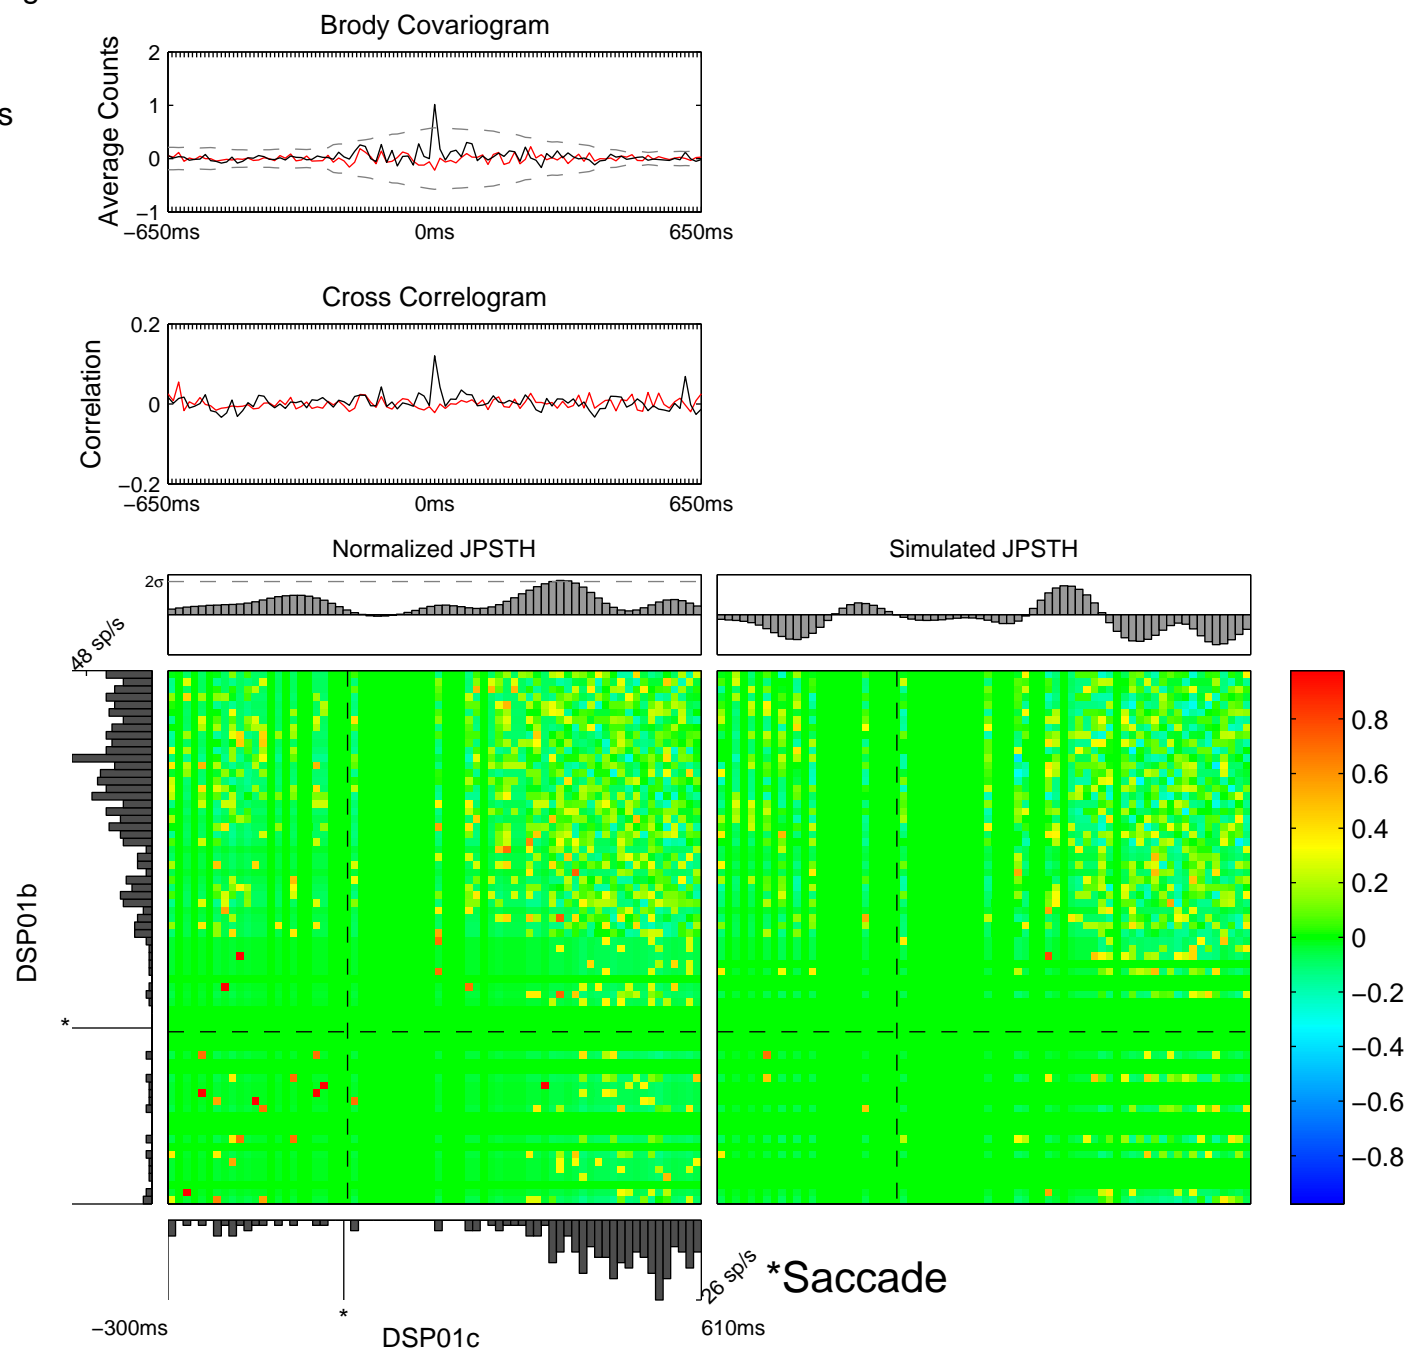 g
Brody Covariogram
s
Average Counts
2
1
0
−1
−650ms
0ms
650ms
Cross Correlogram
Correlation
0.2
0
−0.2
−650ms
0ms
650ms
Normalized JPSTH
Simulated JPSTH
2σ
48 sp/s
DSP01b
*
0.8
0.6
0.4
0.2
0
−0.2
−0.4
−0.6
−0.8
26 sp/s
*Saccade
*
−300ms
DSP01c
610ms